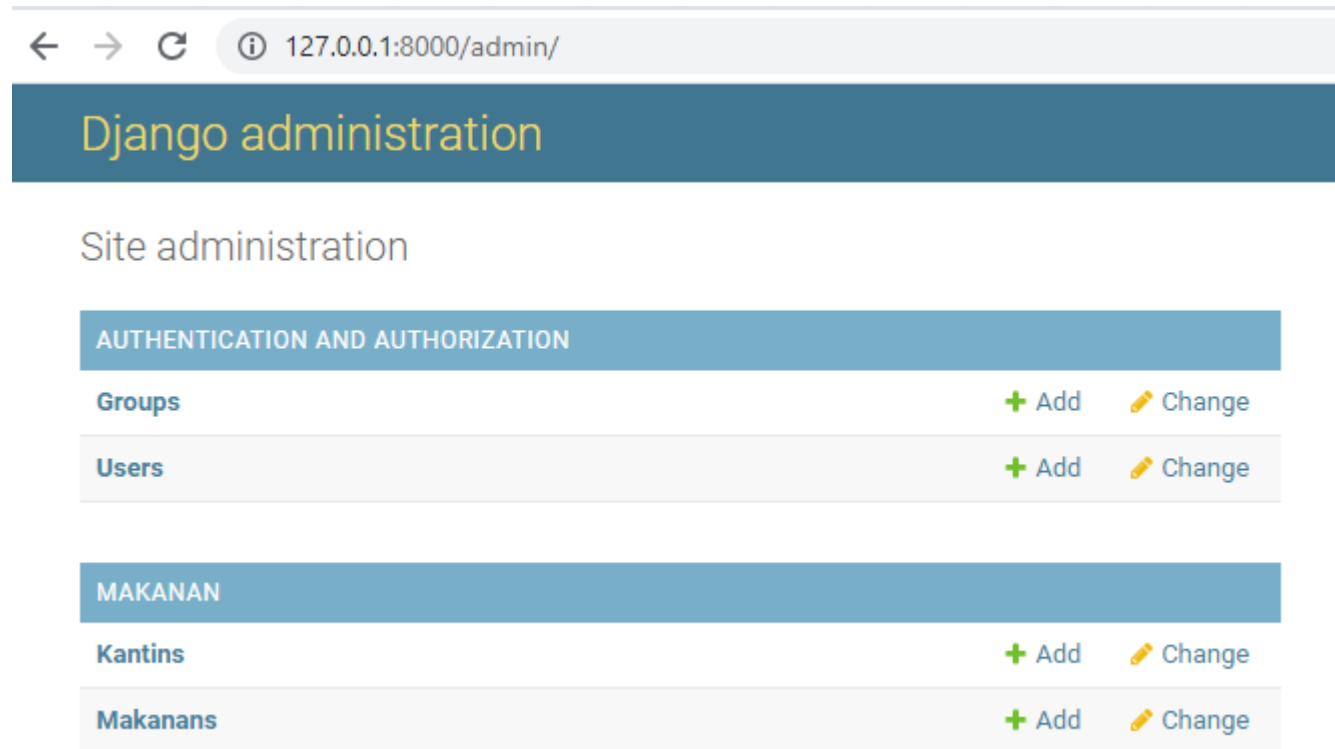 127.0.0.1:8000/admin/
Django administration
Site administration
AUTHENTICATION AND AUTHORIZATION
Groups Add Change
Users Add Change
MAKANAN
Kantins Add Change
Makanans Add Change